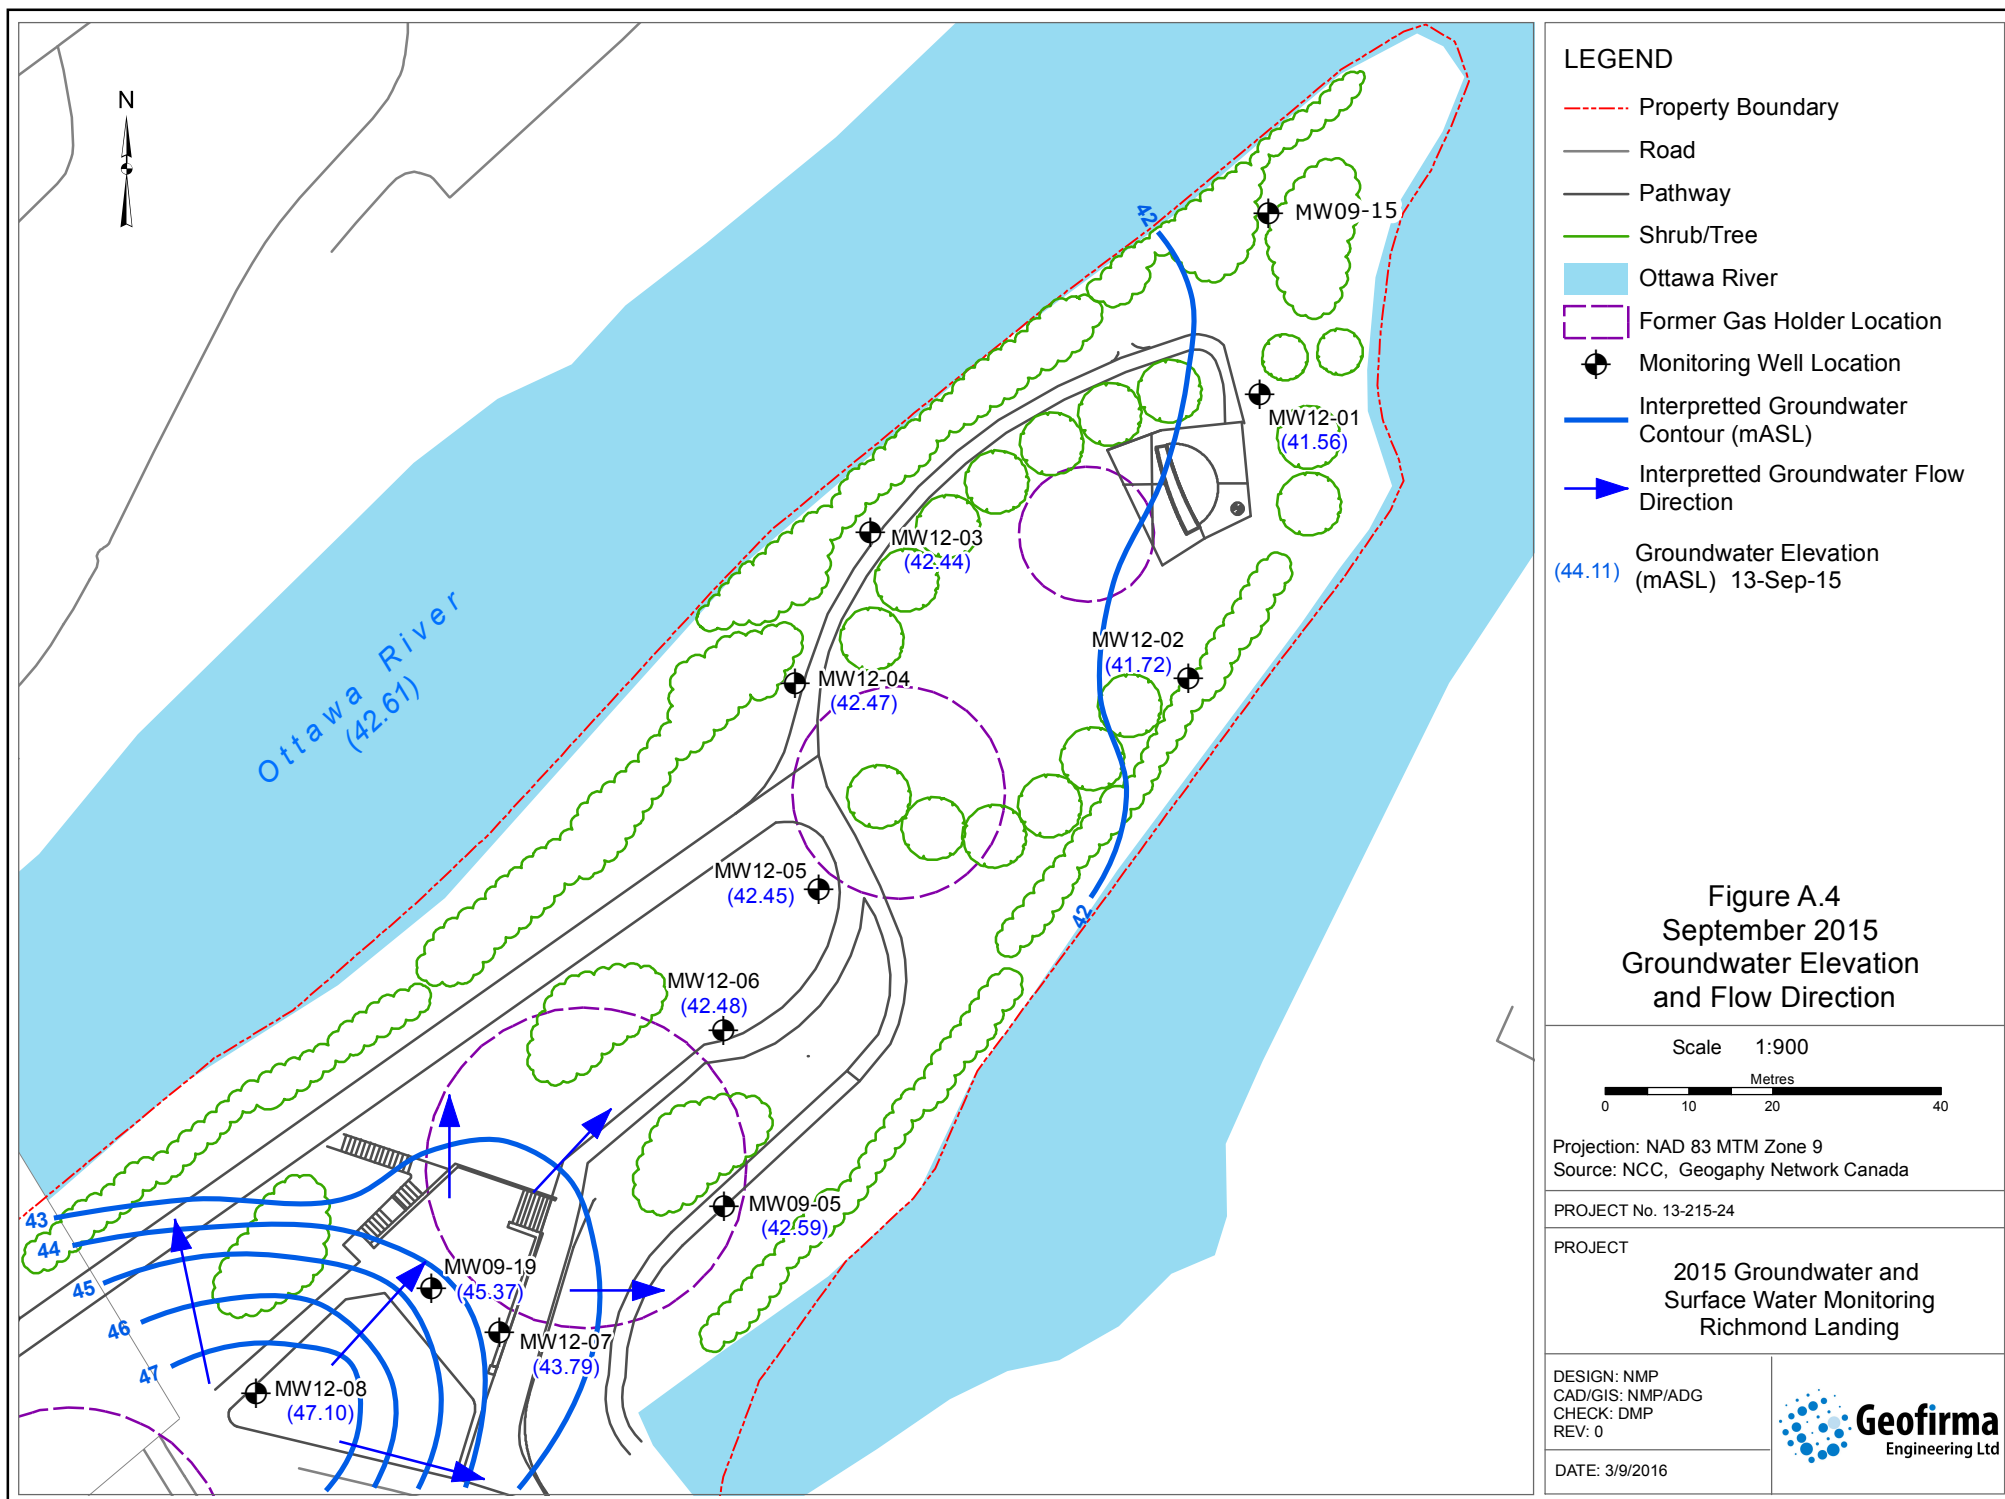 N
42
MW09-15
MW12-01
(41.56)
MW12-03
(42.44)
MW12-02
(41.72)
MW12-04
(42.47)
Ottawa River
(42.61)
MW12-05
(42.45)
42
MW12-06
(42.48)
MW09-05
(42.59)
43
44
45
46
47
MW09-19
(45.37)
MW12-07
(43.79)
MW12-08
(47.10)
LEGEND
Property Boundary
Road
Pathway
Shrub/Tree
Ottawa River
Former Gas Holder Location
Monitoring Well Location
Interpretted Groundwater
Contour (mASL)
Interpretted Groundwater Flow
Direction
(44.11) Groundwater Elevation
(mASL) 13-Sep-15
Figure A.4
September 2015
Groundwater Elevation
and Flow Direction
Scale 1:900
Metres
0 10 20 40
Projection: NAD 83 MTM Zone 9
Source: NCC, Geogaphy Network Canada
PROJECT No. 13-215-24
PROJECT
2015 Groundwater and
Surface Water Monitoring
Richmond Landing
DESIGN: NMP
CAD/GIS: NMP/ADG
CHECK: DMP
REV: 0
DATE: 3/9/2016
Geofirma
Engineering Ltd